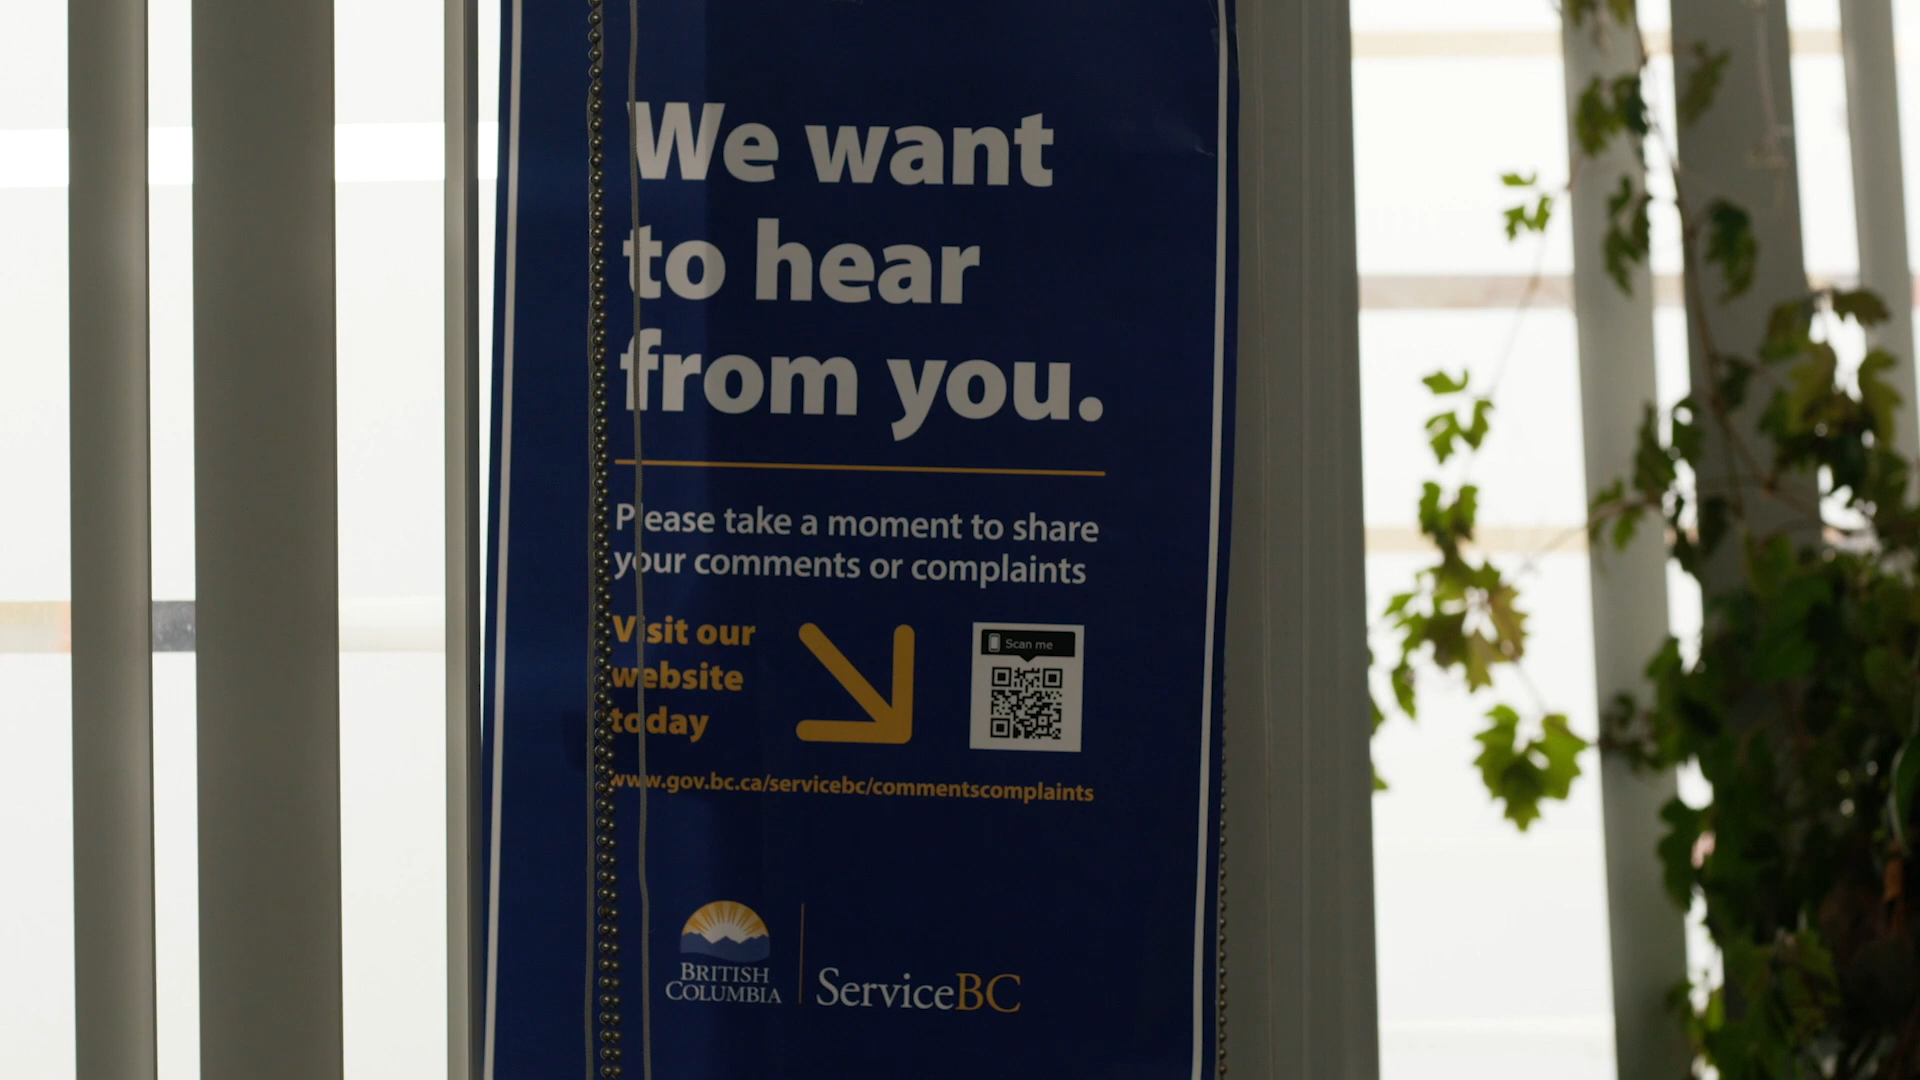 We want
to hear
from you.
Please take a moment to share
your comments or complaints
Visit our
website
today
Scan me
www.gov.bc.ca/servicebc/commentscomplaints
BRITISH
COLUMBIA
ServiceBC